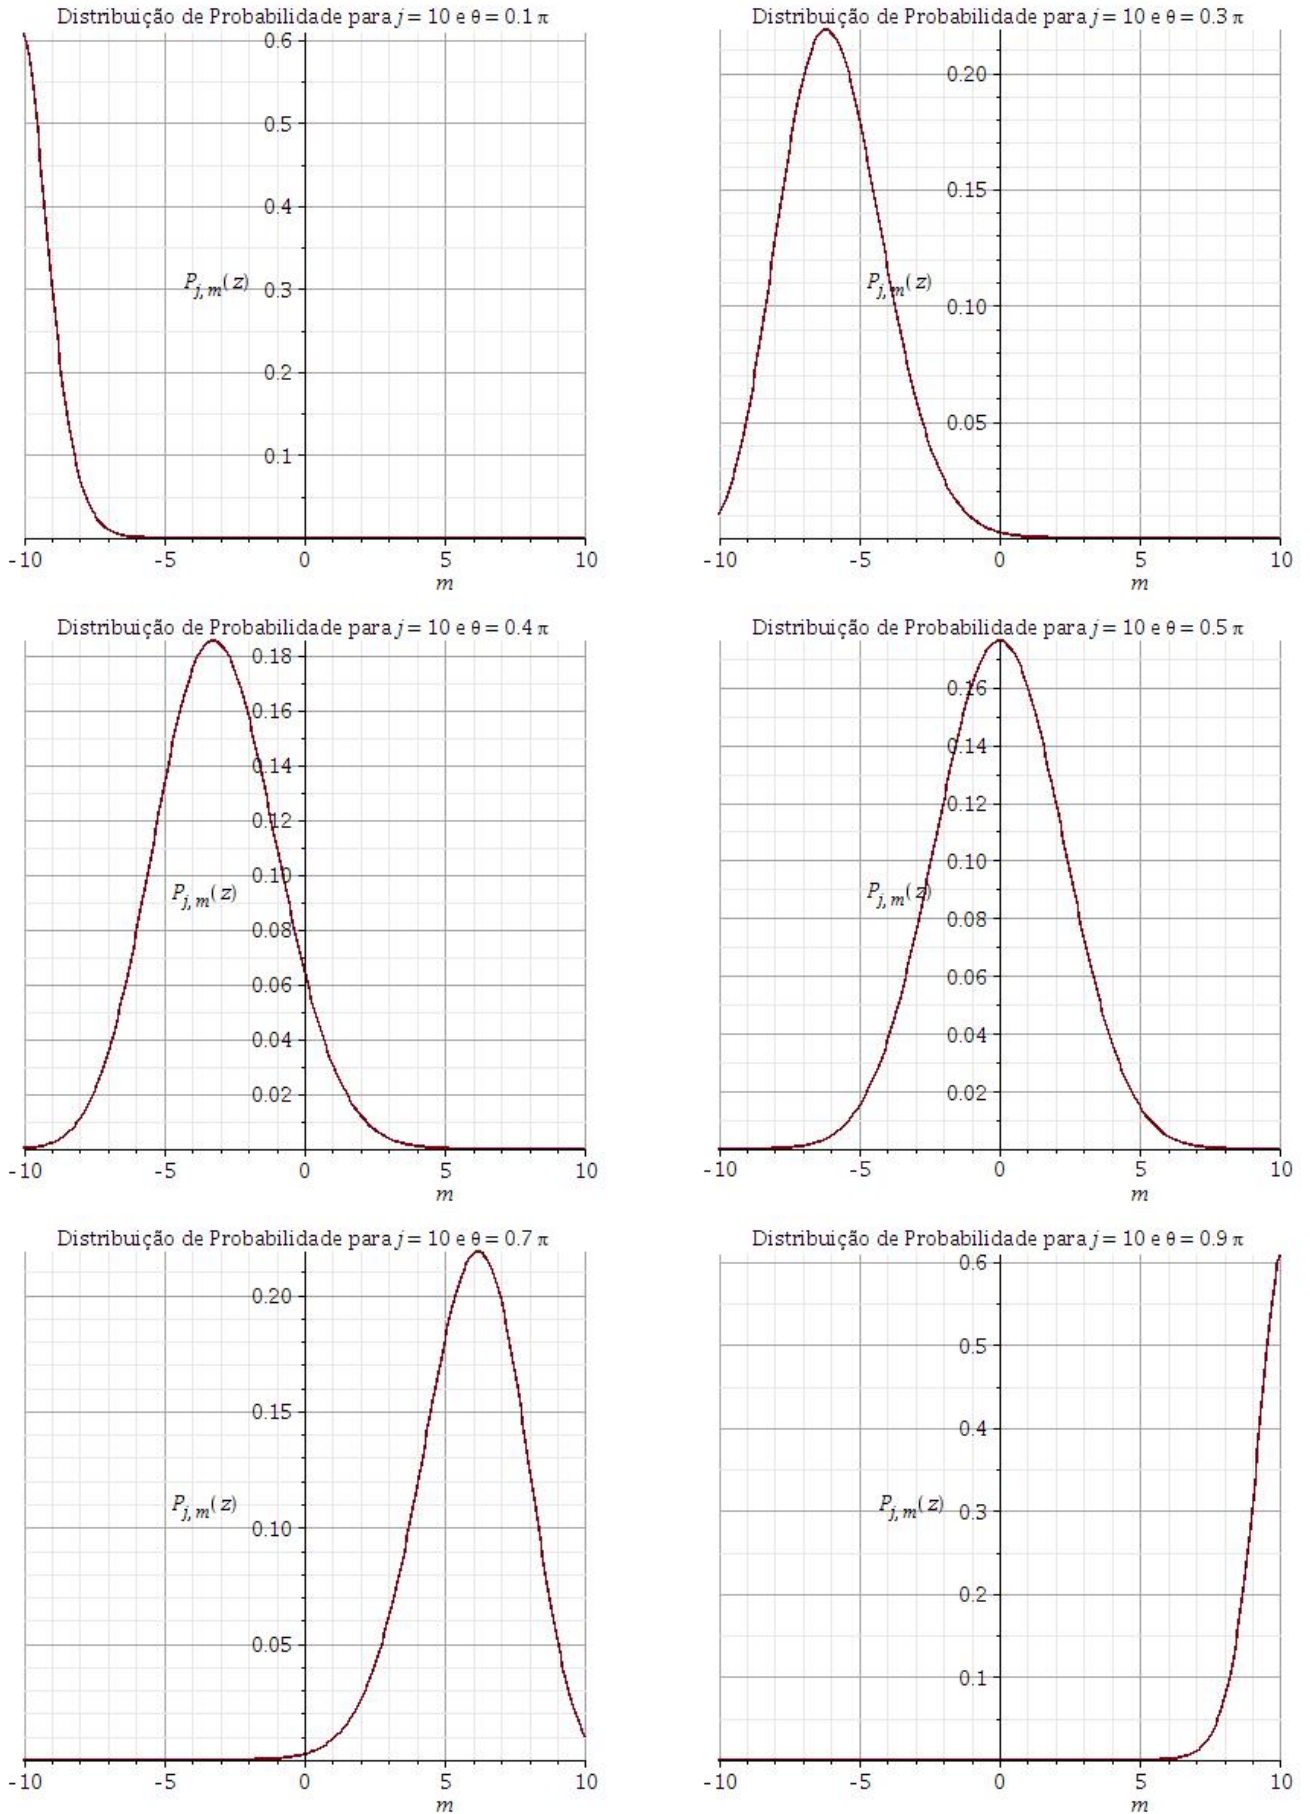 Distribuição de Probabilidade para j = 10 e θ = 0.1 π
0.6
0.5
0.4
P_{j, m}(z)
0.3
0.2
0.1
-10 -5 0 5 10
m
Distribuição de Probabilidade para j = 10 e θ = 0.3 π
0.20
0.15
P_{j, m}(z)
0.10
0.05
-10 -5 0 5 10
m
Distribuição de Probabilidade para j = 10 e θ = 0.4 π
0.18
0.16
0.14
0.12
0.10
P_{j, m}(z)
0.08
0.06
0.04
0.02
-10 -5 0 5 10
m
Distribuição de Probabilidade para j = 10 e θ = 0.5 π
0.16
0.14
0.12
0.10
P_{j, m}(z)
0.08
0.06
0.04
0.02
-10 -5 0 5 10
m
Distribuição de Probabilidade para j = 10 e θ = 0.7 π
0.20
0.15
P_{j, m}(z)
0.10
0.05
-10 -5 0 5 10
m
Distribuição de Probabilidade para j = 10 e θ = 0.9 π
0.6
0.5
0.4
P_{j, m}(z) 0.3
0.2
0.1
-10 -5 0 5 10
m